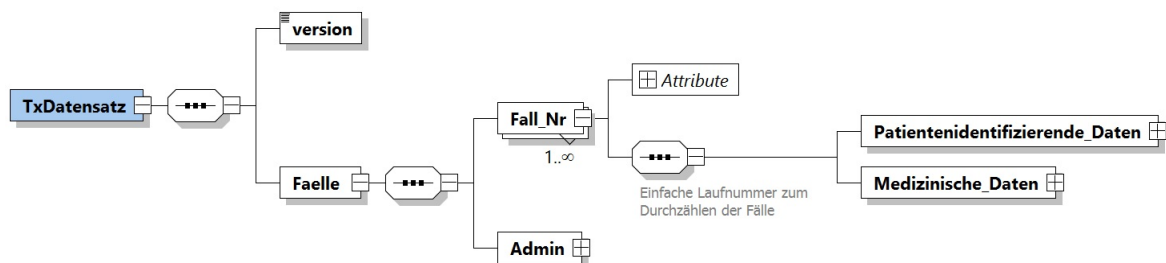 version
TxDatensatz
Attribute
Fall_Nr
1..∞
Patientenidentifizierende_Daten
Faelle
Medizinische_Daten
Einfache Laufnummer zum
Durchzählen der Fälle
Admin